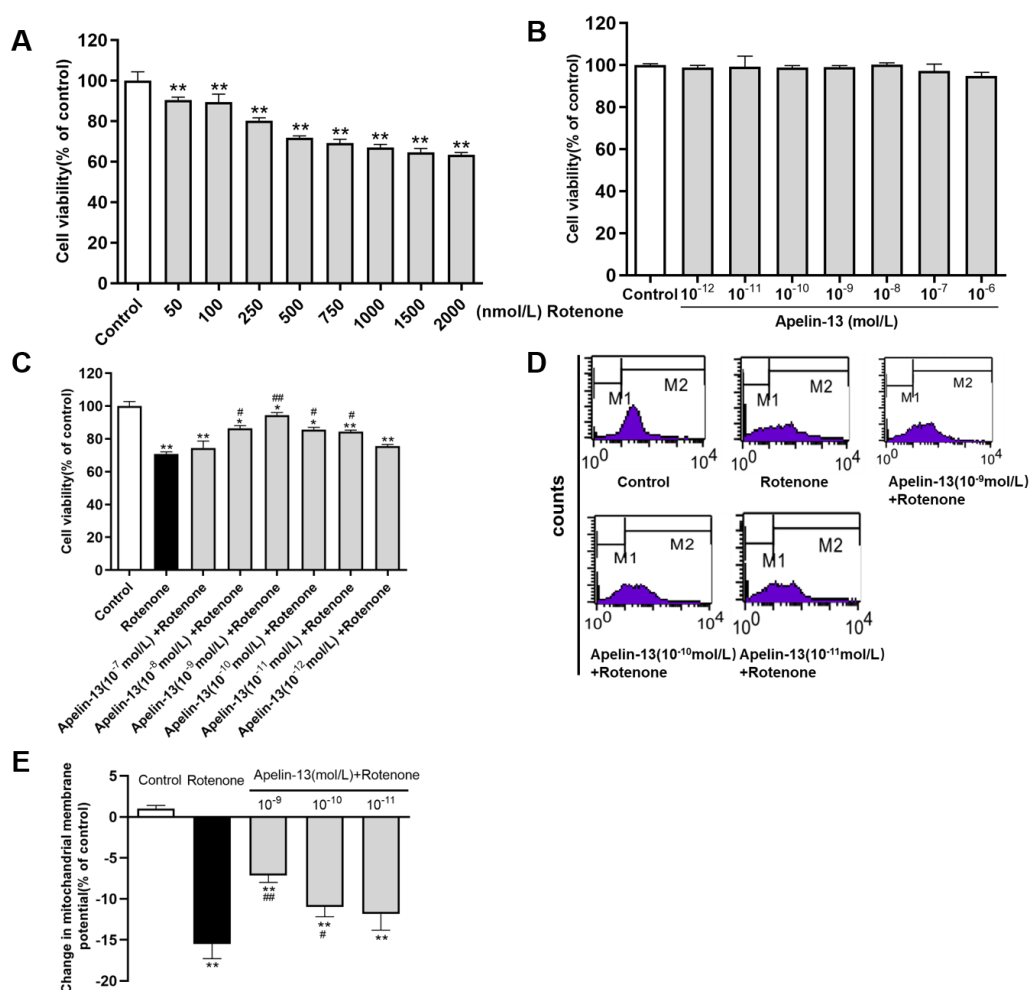 A
Cell viability(% of control)
120
100
80
60
40
20
0
** ** ** ** ** ** ** **
Control 50 100 250 500 750 1000 1500 2000 (nmol/L) Rotenone
B
Cell viability(% of control)
120
100
80
60
40
20
0
Control 10⁻¹² 10⁻¹¹ 10⁻¹⁰ 10⁻⁹ 10⁻⁸ 10⁻⁷ 10⁻⁶
Apelin-13 (mol/L)
C
Cell viability(% of control)
120
100
80
60
40
20
0
# ## # #
** ** * * * ** **
Control
Rotenone
Apelin-13(10⁻⁷ mol/L) +Rotenone
Apelin-13(10⁻⁸ mol/L) +Rotenone
Apelin-13(10⁻⁹ mol/L) +Rotenone
Apelin-13(10⁻¹⁰ mol/L) +Rotenone
Apelin-13(10⁻¹¹ mol/L) +Rotenone
Apelin-13(10⁻¹² mol/L) +Rotenone
D
counts
M1 M2
10⁰ 10⁴
Control
M1 M2
10⁰ 10⁴
Rotenone
M1 M2
10⁰ 10⁴
Apelin-13(10⁻⁹mol/L)
+Rotenone
M1 M2
10⁰ 10⁴
Apelin-13(10⁻¹⁰mol/L)
+Rotenone
M1 M2
10⁰ 10⁴
Apelin-13(10⁻¹¹mol/L)
+Rotenone
E
Change in mitochandrial membrane
potential(% of control)
5
0
-5
-10
-15
-20
Control Rotenone Apelin-13(mol/L)+Rotenone
10⁻⁹ 10⁻¹⁰ 10⁻¹¹
** ** ** **
## #